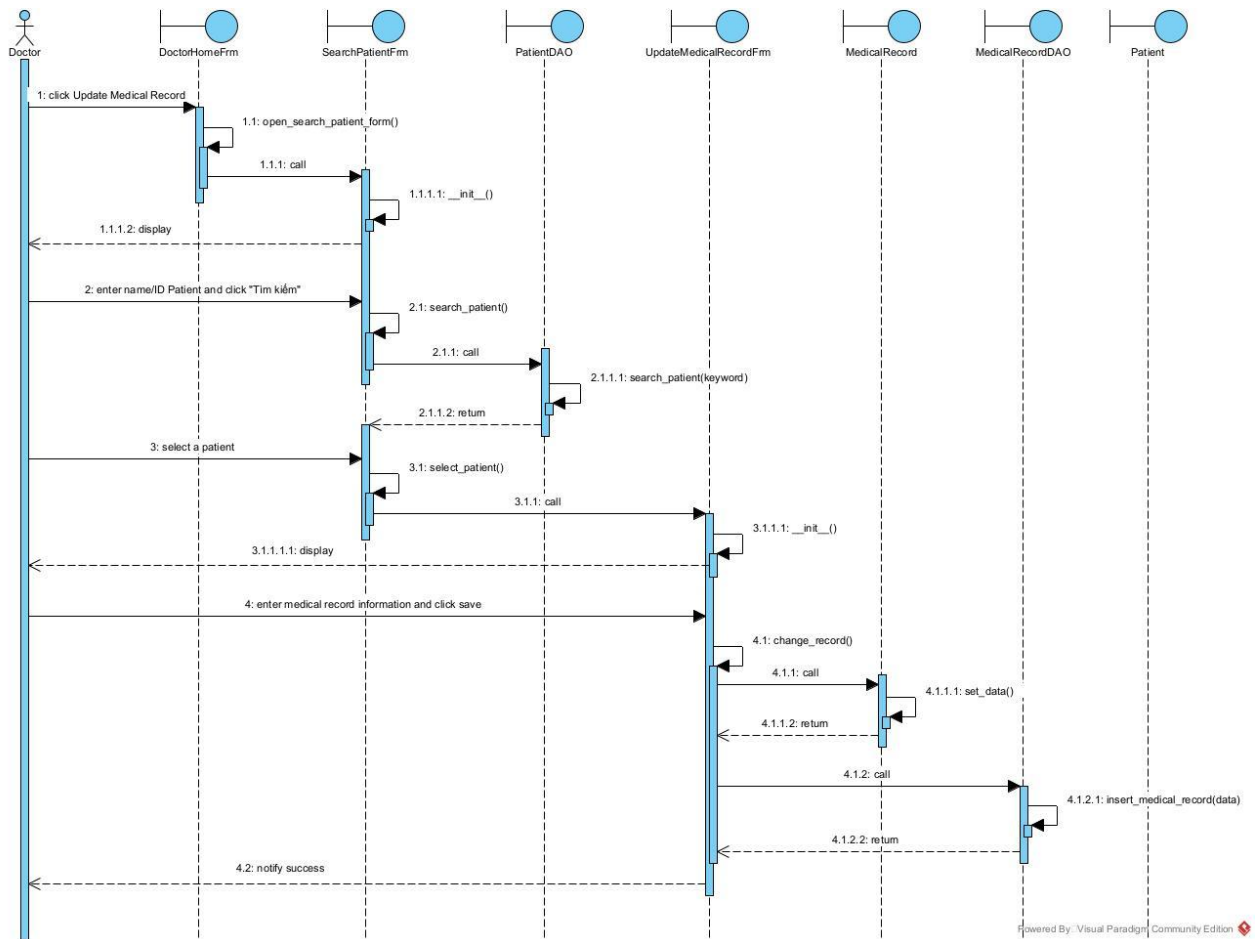 Doctor
DoctorHomeFrm
SearchPatientFrm
PatientDAO
UpdateMedicalRecordFrm
MedicalRecord
MedicalRecordDAO
Patient
1: click Update Medical Record
1.1: open_search_patient_form()
1.1.1: call
1.1.1.1: __init__()
1.1.1.2: display
2: enter name/ID Patient and click "Tìm kiếm"
2.1: search_patient()
2.1.1: call
2.1.1.1: search_patient(keyword)
2.1.1.2: return
3: select a patient
3.1: select_patient()
3.1.1: call
3.1.1.1: __init__()
3.1.1.1.1: display
4: enter medical record information and click save
4.1: change_record()
4.1.1: call
4.1.1.1: set_data()
4.1.1.2: return
4.1.2: call
4.1.2.1: insert_medical_record(data)
4.1.2.2: return
4.2: notify success
Powered By Visual Paradigm Community Edition